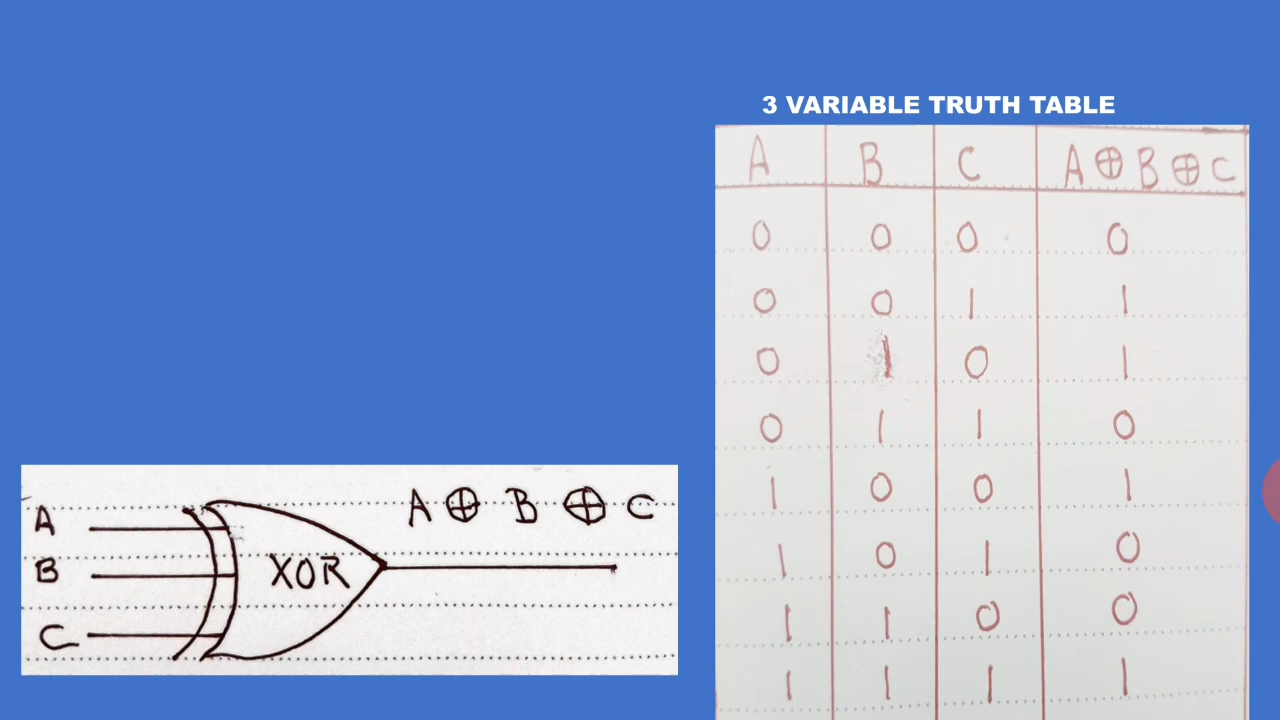 3 VARIABLE TRUTH TABLE
A B C A ⊕ B ⊕ C
0 0 0 0
0 0 1 1
0 1 0 1
0 1 1 0
1 0 0 1
1 0 1 0
1 1 0 0
1 1 1 1
A ⊕ B ⊕ C
A
B
C
XOR